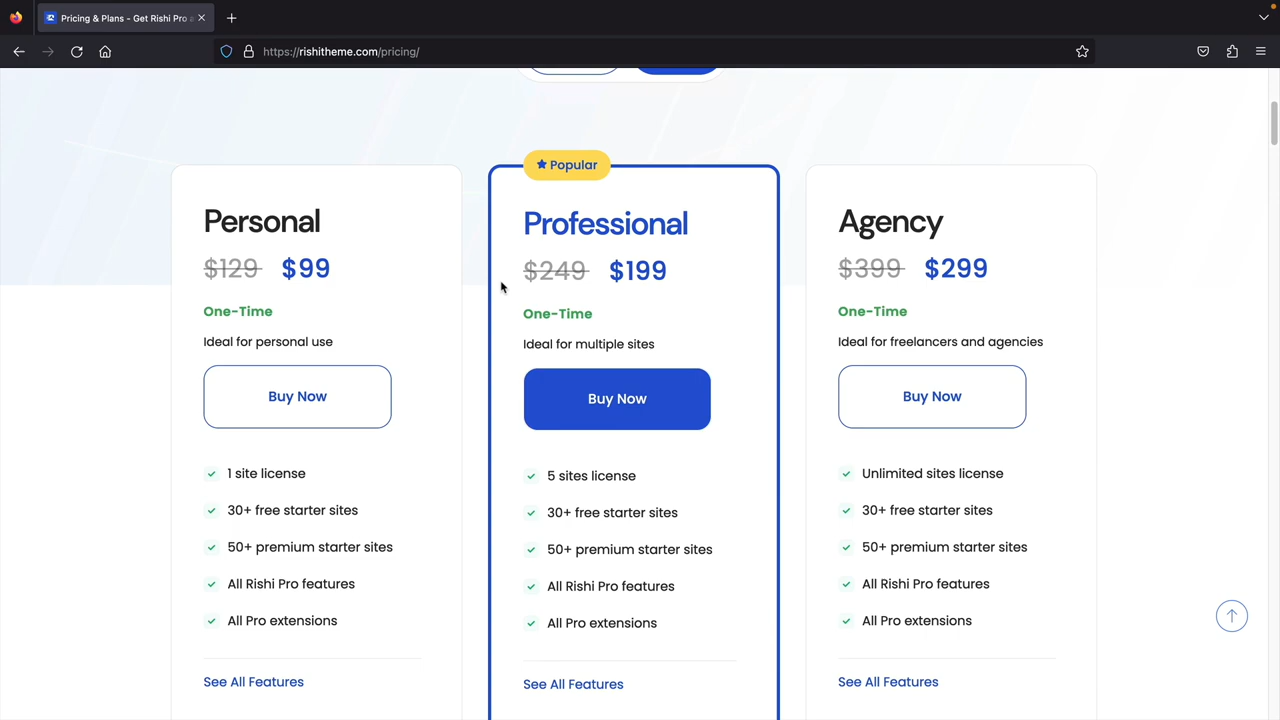 Pricing & Plans - Get Rishi Pro
https://rishitheme.com/pricing/
Personal
$129 $99
One-Time
Ideal for personal use
Buy Now
1 site license
30+ free starter sites
50+ premium starter sites
All Rishi Pro features
All Pro extensions
See All Features
Popular
Professional
$249 $199
One-Time
Ideal for multiple sites
Buy Now
5 sites license
30+ free starter sites
50+ premium starter sites
All Rishi Pro features
All Pro extensions
See All Features
Agency
$399 $299
One-Time
Ideal for freelancers and agencies
Buy Now
Unlimited sites license
30+ free starter sites
50+ premium starter sites
All Rishi Pro features
All Pro extensions
See All Features